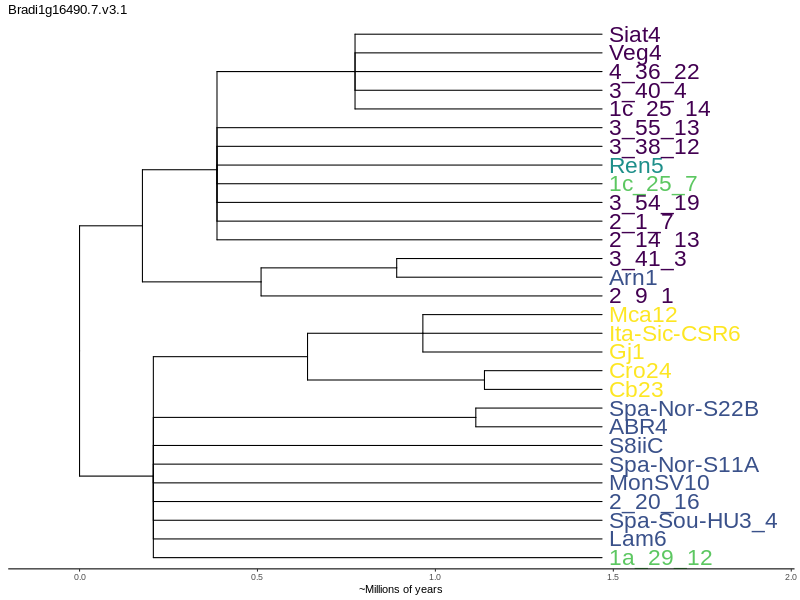 Bradi1g16490.7.v3.1
Siat4
Veg4
4_36_22
3_40_4
1c_25_14
3_55_13
3_38_12
Ren5
1c_25_7
3_54_19
2_1_7
2_14_13
3_41_3
Arn1
2_9_1
Mca12
Ita-Sic-CSR6
Gj1
Cro24
Cb23
Spa-Nor-S22B
ABR4
S8iiC
Spa-Nor-S11A
MonSV10
2_20_16
Spa-Sou-HU3_4
Lam6
1a_29_12
0.0 0.5 1.0 1.5 2.0
~Millions of years